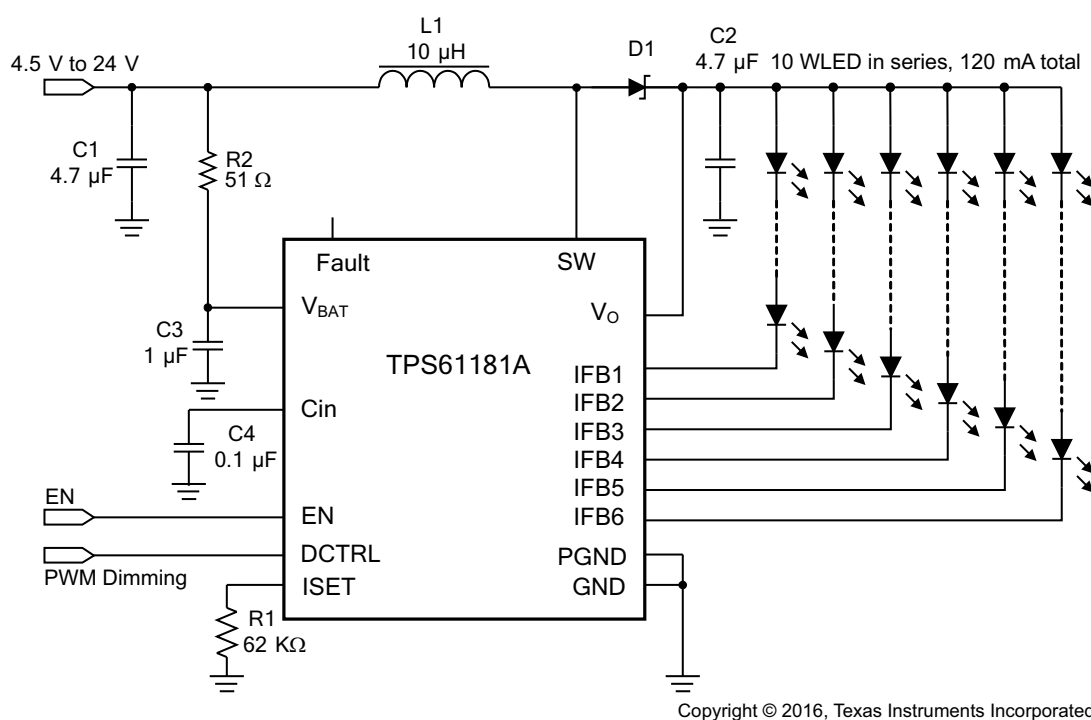 L1
10 µH
D1
C2
4.7 µF
10 WLED in series, 120 mA total
4.5 V to 24 V
C1
4.7 µF
R2
51 Ω
Fault
SW
VBAT
VO
C3
1 µF
TPS61181A
IFB1
IFB2
IFB3
IFB4
IFB5
IFB6
Cin
C4
0.1 µF
EN
EN
DCTRL
PWM Dimming
ISET
PGND
GND
R1
62 KΩ
Copyright © 2016, Texas Instruments Incorporated